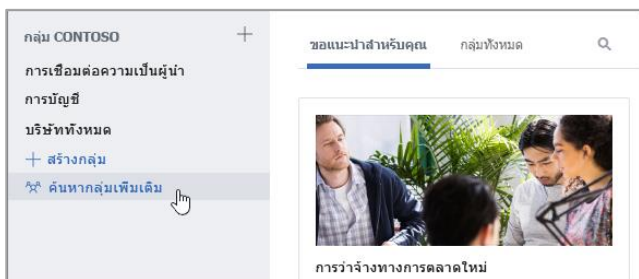 กลุ่ม CONTOSO
การเชื่อมต่อความเป็นผู้นำ
การบัญชี
บริษัททั้งหมด
สร้างกลุ่ม
ค้นหากลุ่มเพิ่มเติม
ขอแนะนำสำหรับคุณ กลุ่มทั้งหมด
การว่าจ้างทางการตลาดใหม่